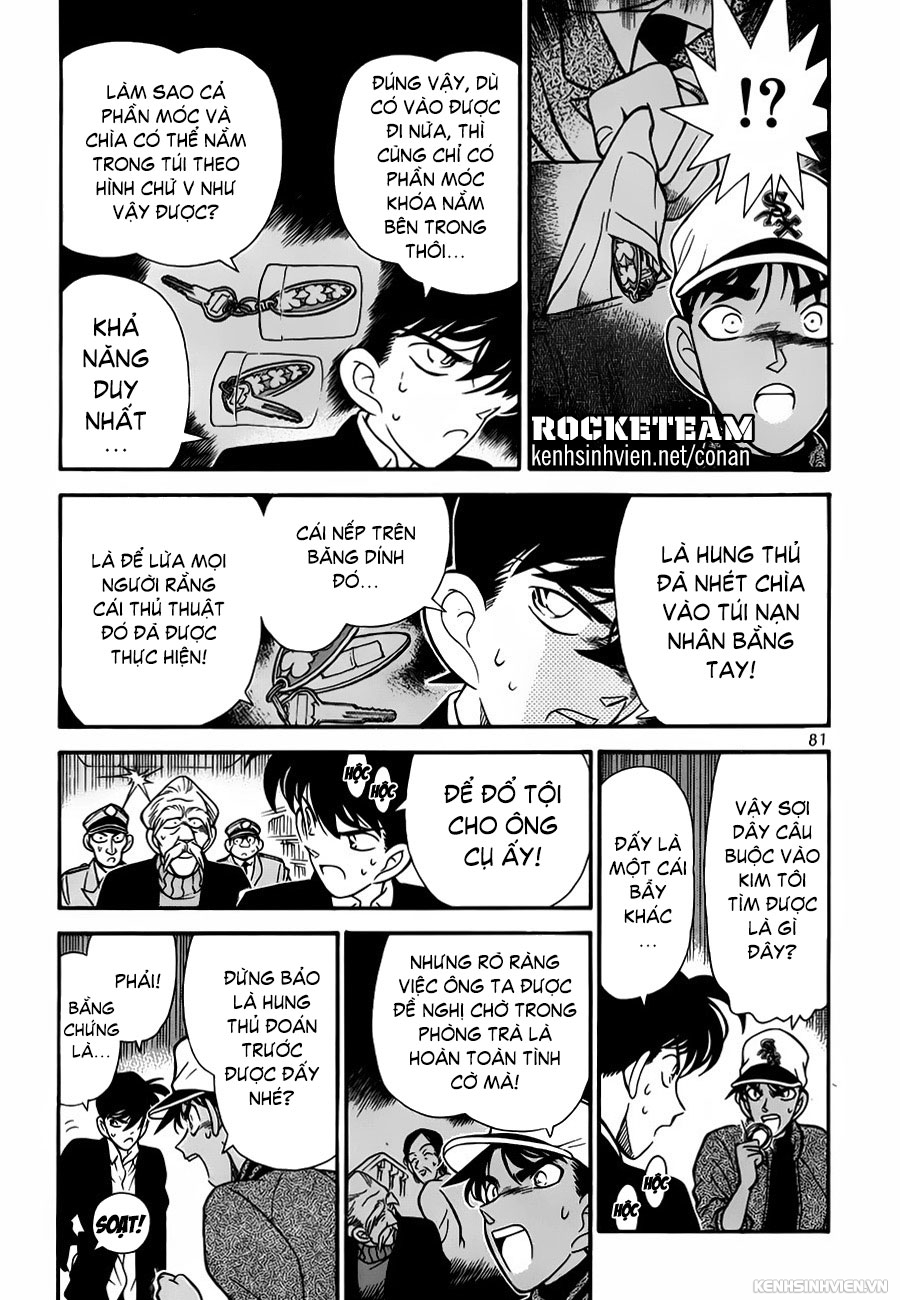 !?
ĐÚNG VẬY, DÙ
CÓ VÀO ĐƯỢC
ĐI NỮA, THÌ
CŨNG CHỈ CÓ
PHẦN MÓC
KHÓA NẰM
BÊN TRONG
THÔI.
...
LÀM SAO CẢ
PHẦN MÓC VÀ
CHÌA CÓ THỂ NẰM
TRONG TÚI THEO
HÌNH CHỮ V NHƯ
VẬY ĐƯỢC?
KHẢ
NĂNG
DUY
NHẤT
...
ROCKETEAM
kenhsinhvien.net/conan
LÀ HUNG THỦ
ĐÃ NHÉT CHÌA
VÀO TÚI NẠN
NHÂN BẰNG
TAY!
CÁI NẾP TRÊN
BĂNG DÍNH
ĐÓ...
LÀ ĐỂ LỪA MỌI
NGƯỜI RẰNG
CÁI THỦ THUẬT
ĐÓ ĐÃ ĐƯỢC
THỰC HIỆN!
81
VẬY SỢI
DÂY CÂU
BUỘC VÀO
KIM TÔI
TÌM ĐƯỢC
LÀ GÌ
ĐÂY?
ĐẤY LÀ
MỘT CÁI
BẪY
KHÁC
...
HỘC
HỘC
ĐỂ ĐỔ TỘI
CHO ÔNG
CỤ ẤY!
HỘC
HỘC
NHƯNG RÕ RÀNG
VIỆC ÔNG TA ĐƯỢC
ĐỀ NGHỊ CHỜ TRONG
PHÒNG TRÀ LÀ
HOÀN TOÀN TÌNH
CỜ MÀ!
ĐỪNG BẢO
LÀ HUNG
THỦ ĐOÁN
TRƯỚC
ĐƯỢC ĐẤY
NHÉ?
PHẢI!
BẰNG
CHỨNG
LÀ...
SOẠT!
KENHSINHVIEN.VN